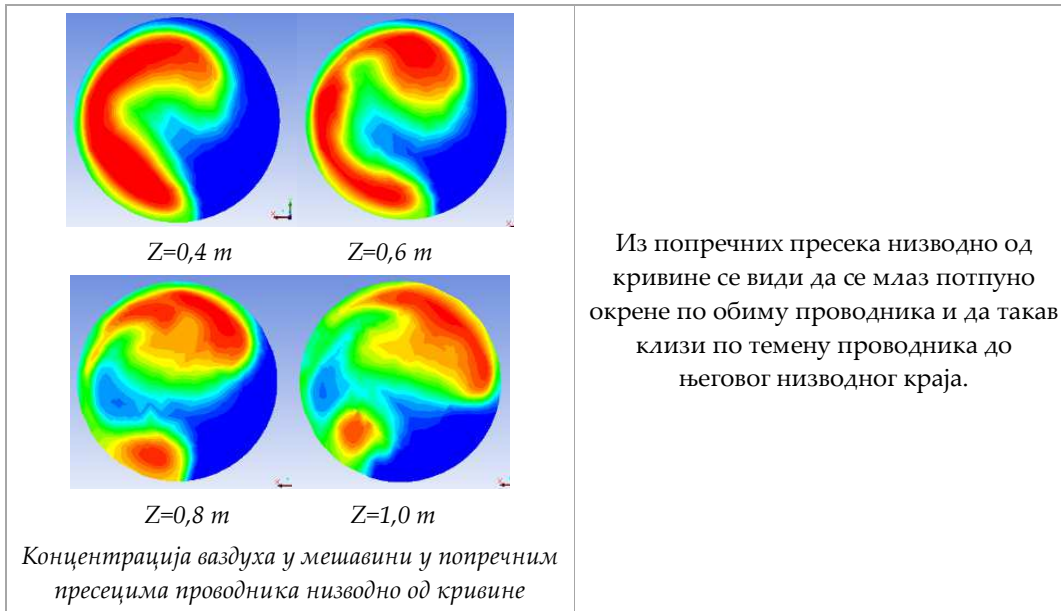 Z=0,4 m
Z=0,6 m
Z=0,8 m
Z=1,0 m
Концентрација ваздуха у мешавини у попречним
пресецима проводника низводно од кривине
Из попречних пресека низводно од
кривине се види да се млаз потпуно
окрене по обиму проводника и да такав
клизи по темену проводника до
његовог низводног краја.